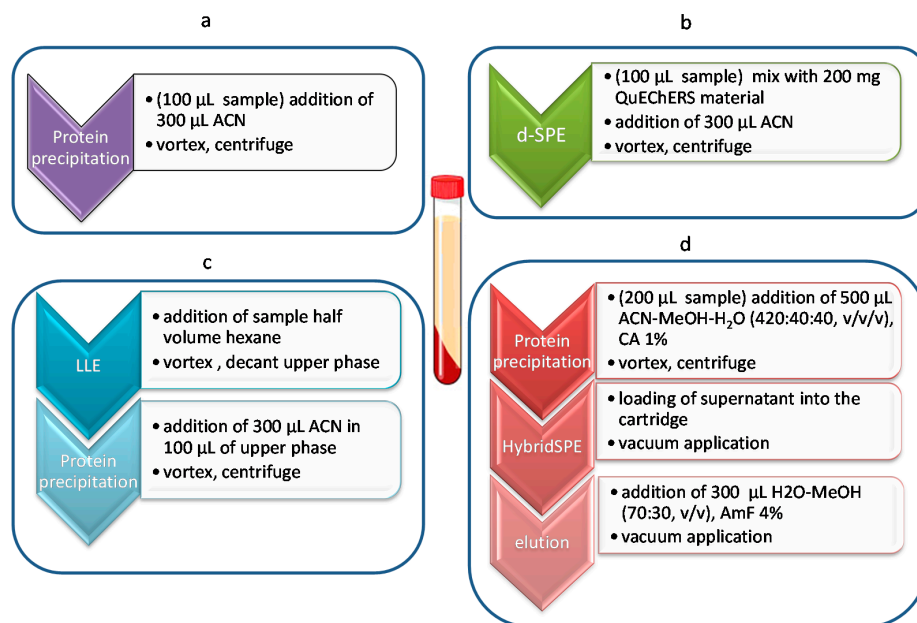 a
Protein
precipitation
• (100 µL sample) addition of
300 µL ACN
• vortex, centrifuge
b
d-SPE
• (100 µL sample) mix with 200 mg
QuEChERS material
• addition of 300 µL ACN
• vortex, centrifuge
c
LLE
• addition of sample half
volume hexane
• vortex , decant upper phase
Protein
precipitation
• addition of 300 µL ACN in
100 µL of upper phase
• vortex, centrifuge
d
Protein
precipitation
• (200 µL sample) addition of 500 µL
ACN-MeOH-H₂O (420:40:40, v/v/v),
CA 1%
• vortex, centrifuge
HybridSPE
• loading of supernatant into the
cartridge
• vacuum application
elution
• addition of 300 µL H2O-MeOH
(70:30, v/v), AmF 4%
• vacuum application